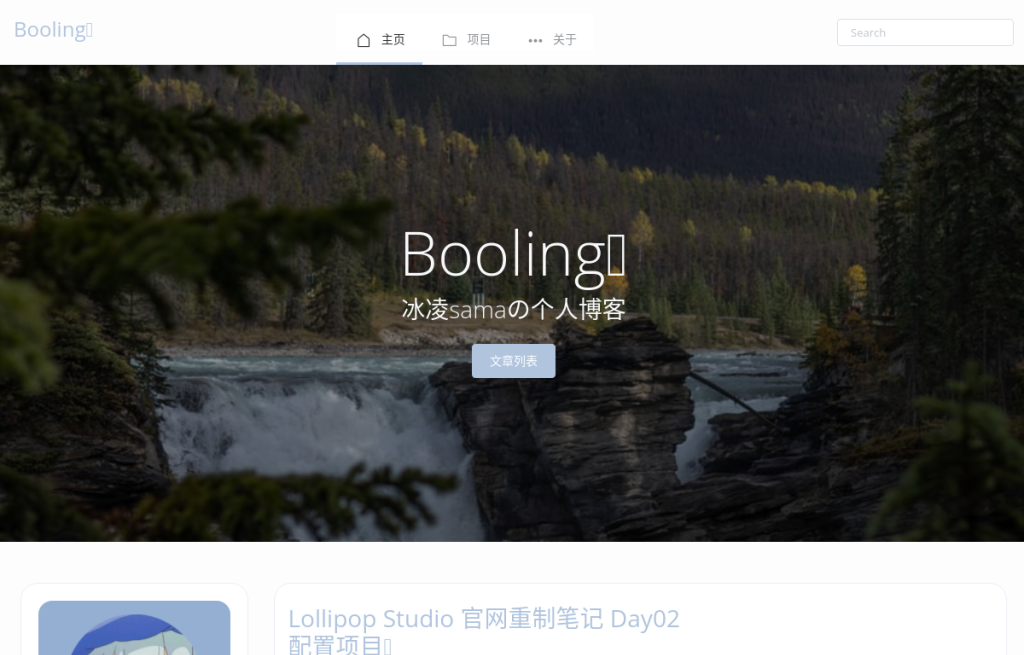 Booling
主页
项目
关于
Search
Booling
冰凌samaの个人博客
文章列表
Lollipop Studio 官网重制笔记 Day02
配置项目